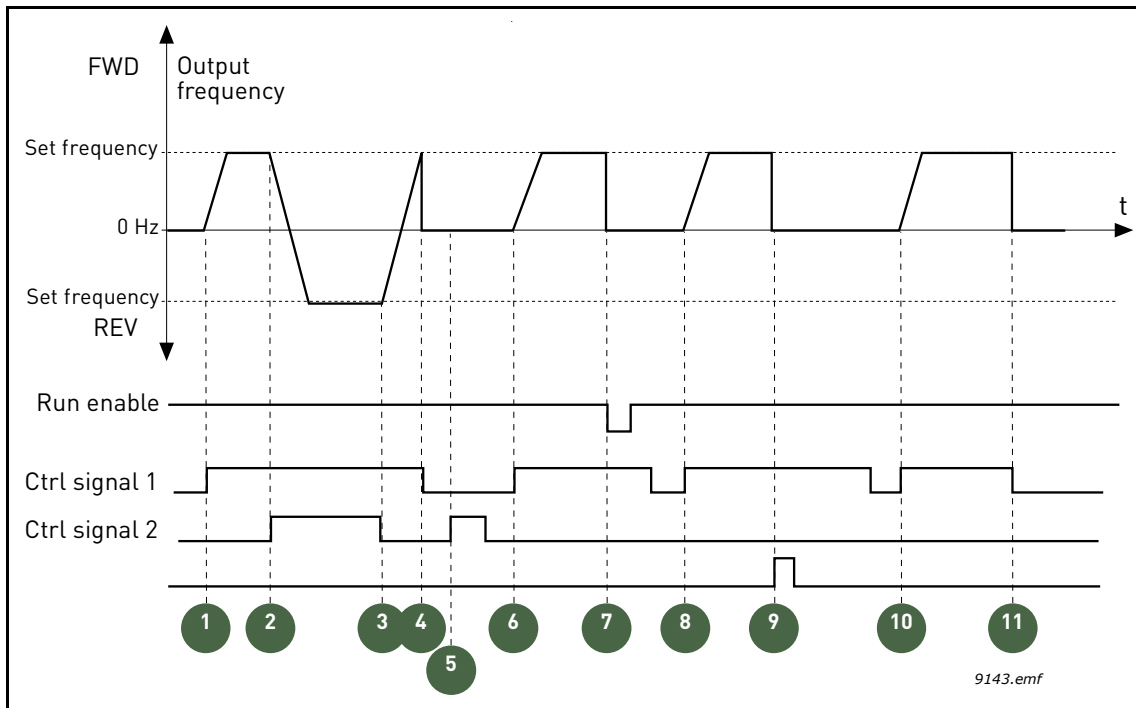 FWD
Output
frequency
Set frequency
0 Hz
t
Set frequency
REV
Run enable
Ctrl signal 1
Ctrl signal 2
1
2
3
4
5
6
7
8
9
10
11
9143.emf